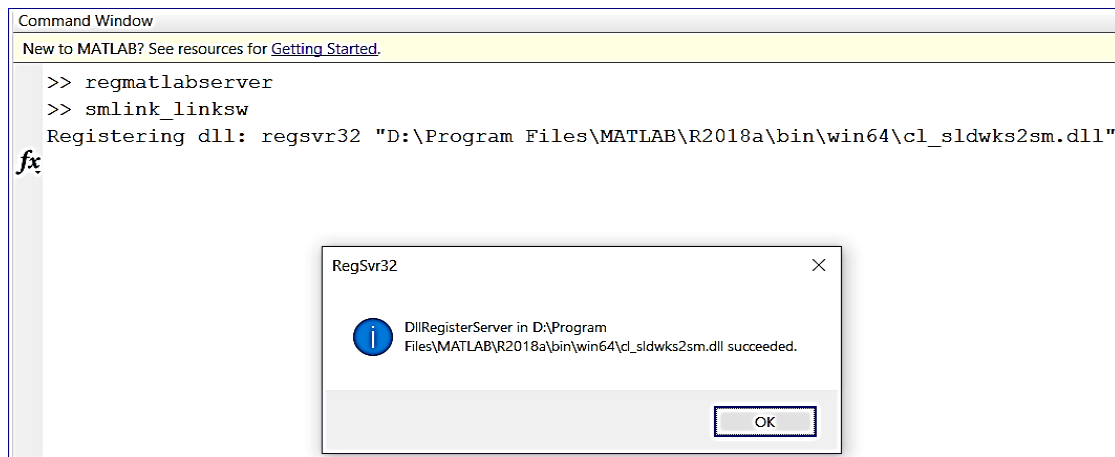 Command Window
New to MATLAB? See resources for Getting Started.
>> regmatlabserver
>> smlink_linksw
Registering dll: regsvr32 "D:\Program Files\MATLAB\R2018a\bin\win64\cl_sldwks2sm.dll"
fx
RegSvr32
DllRegisterServer in D:\Program
Files\MATLAB\R2018a\bin\win64\cl_sldwks2sm.dll succeeded.
OK